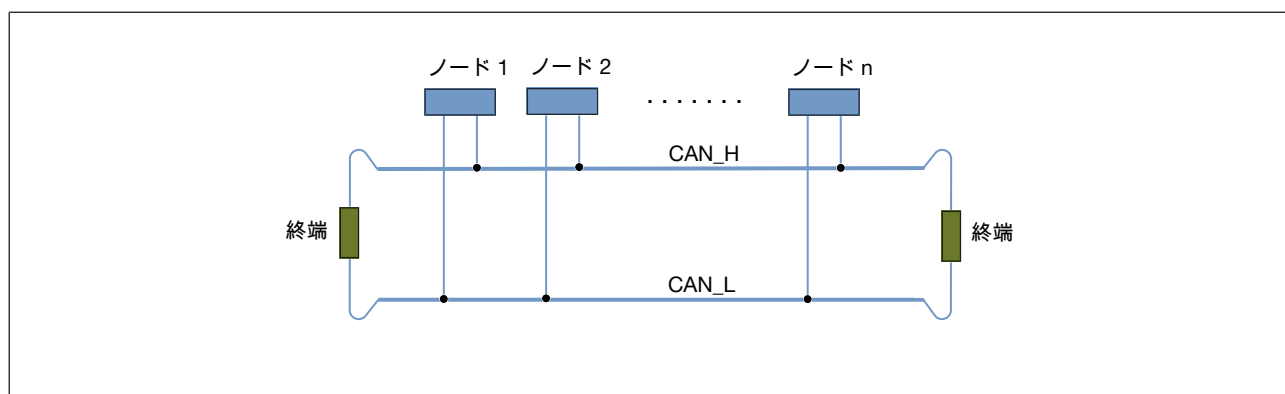 ノード 1
ノード 2
.......
ノード n
CAN_H
終端
終端
CAN_L